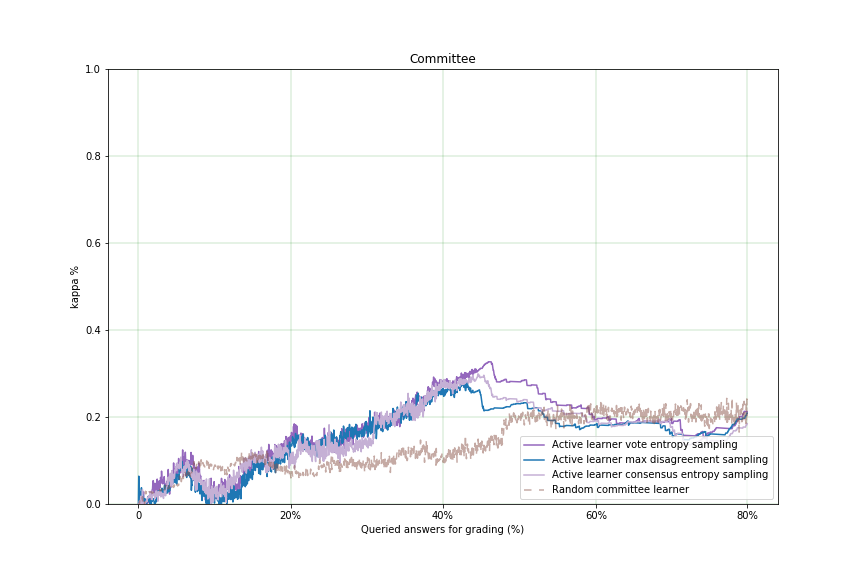 Committee
1.0
0.8
0.6
0.4
0.2
0.0
kappa %
0
20%
40%
60%
80%
Queried answers for grading (%)
Active learner vote entropy sampling
Active learner max disagreement sampling
Active learner consensus entropy sampling
Random committee learner